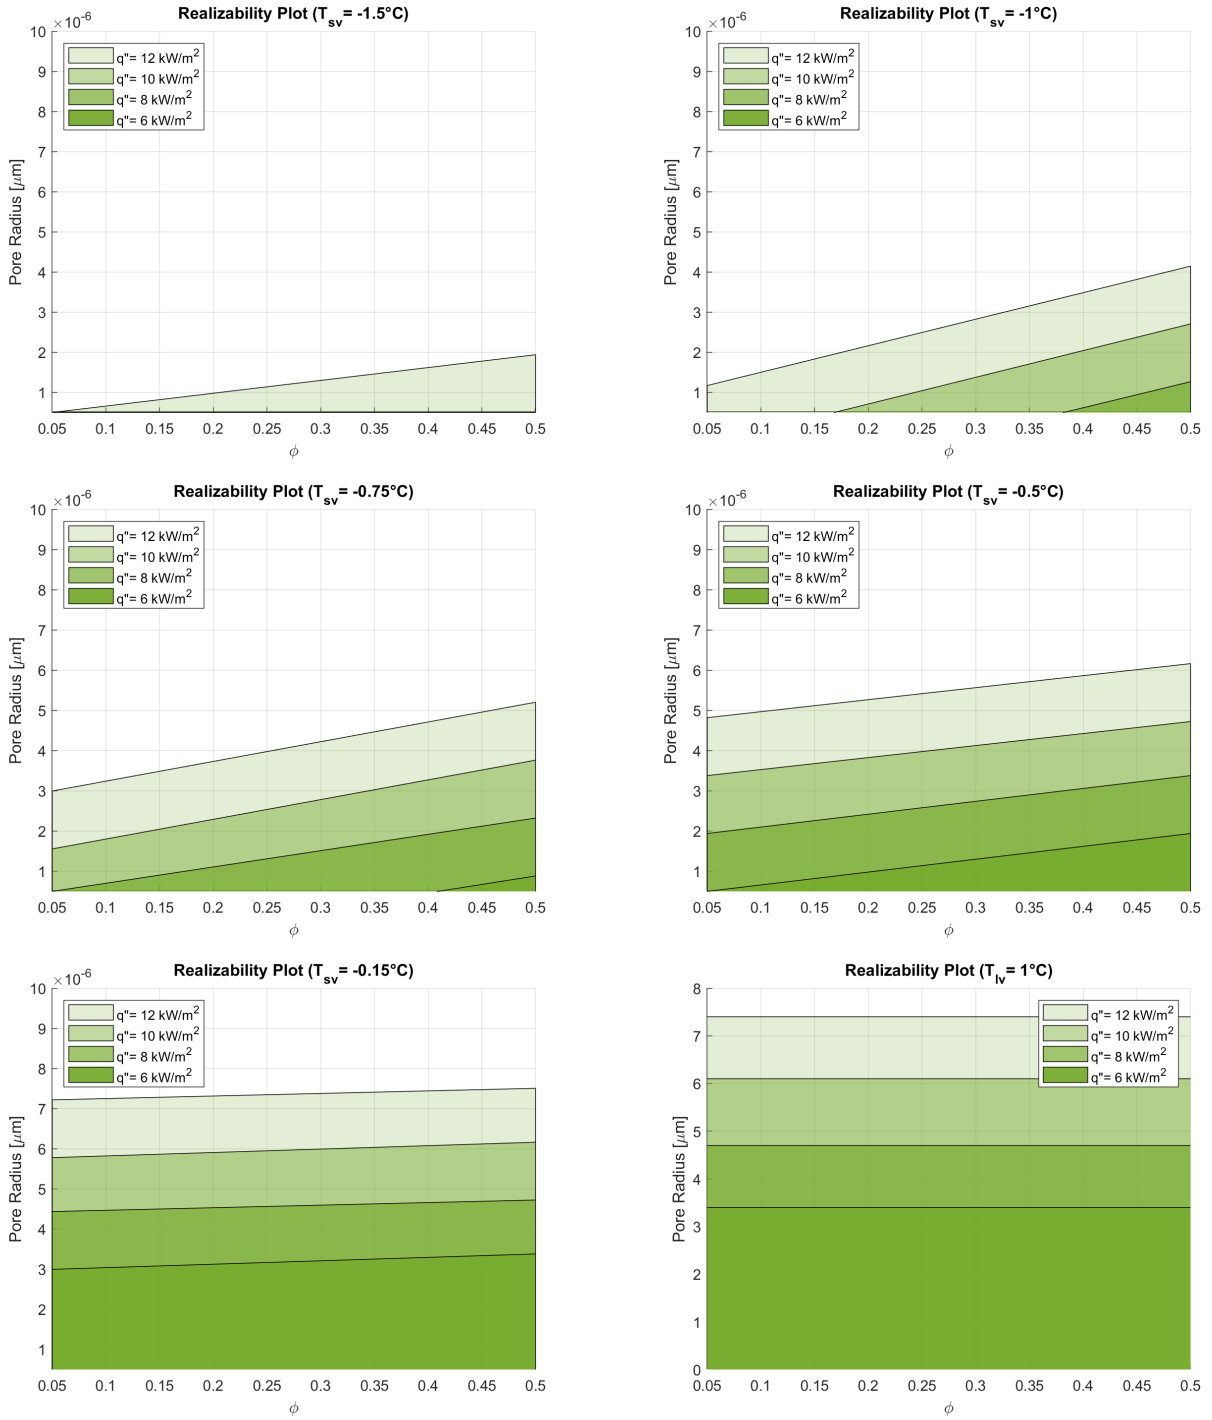 Realizability Plot (Tsv= -1.5°C)
×10-6
10
9
8
7
6
5
4
3
2
1
Pore Radius [μm]
q"= 12 kW/m2
q"= 10 kW/m2
q"= 8 kW/m2
q"= 6 kW/m2
0.05 0.1 0.15 0.2 0.25 0.3 0.35 0.4 0.45 0.5
ϕ
Realizability Plot (Tsv= -1°C)
×10-6
10
9
8
7
6
5
4
3
2
1
Pore Radius [μm]
q"= 12 kW/m2
q"= 10 kW/m2
q"= 8 kW/m2
q"= 6 kW/m2
0.05 0.1 0.15 0.2 0.25 0.3 0.35 0.4 0.45 0.5
ϕ
Realizability Plot (Tsv= -0.75°C)
×10-6
10
9
8
7
6
5
4
3
2
1
Pore Radius [μm]
q"= 12 kW/m2
q"= 10 kW/m2
q"= 8 kW/m2
q"= 6 kW/m2
0.05 0.1 0.15 0.2 0.25 0.3 0.35 0.4 0.45 0.5
ϕ
Realizability Plot (Tsv= -0.5°C)
×10-6
10
9
8
7
6
5
4
3
2
1
Pore Radius [μm]
q"= 12 kW/m2
q"= 10 kW/m2
q"= 8 kW/m2
q"= 6 kW/m2
0.05 0.1 0.15 0.2 0.25 0.3 0.35 0.4 0.45 0.5
ϕ
Realizability Plot (Tsv= -0.15°C)
×10-6
10
9
8
7
6
5
4
3
2
1
Pore Radius [μm]
q"= 12 kW/m2
q"= 10 kW/m2
q"= 8 kW/m2
q"= 6 kW/m2
0.05 0.1 0.15 0.2 0.25 0.3 0.35 0.4 0.45 0.5
ϕ
Realizability Plot (Tlv= 1°C)
8
7
6
5
4
3
2
1
0
Pore Radius [μm]
q"= 12 kW/m2
q"= 10 kW/m2
q"= 8 kW/m2
q"= 6 kW/m2
0.05 0.1 0.15 0.2 0.25 0.3 0.35 0.4 0.45 0.5
ϕ